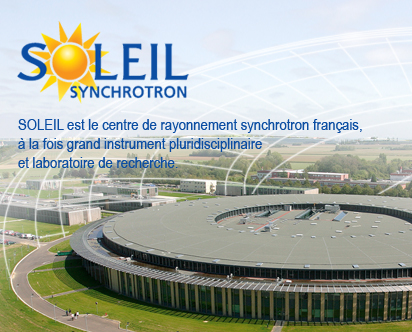 SOLEIL
SYNCHROTRON
SOLEIL est le centre de rayonnement synchrotron français,
à la fois grand instrument pluridisciplinaire
et laboratoire de recherche.